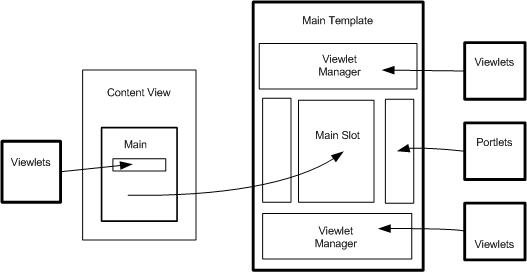 Main Template
Viewlet
Manager
Viewlets
Content View
Main
Viewlets
Main Slot
Portlets
Viewlet
Manager
Viewlets